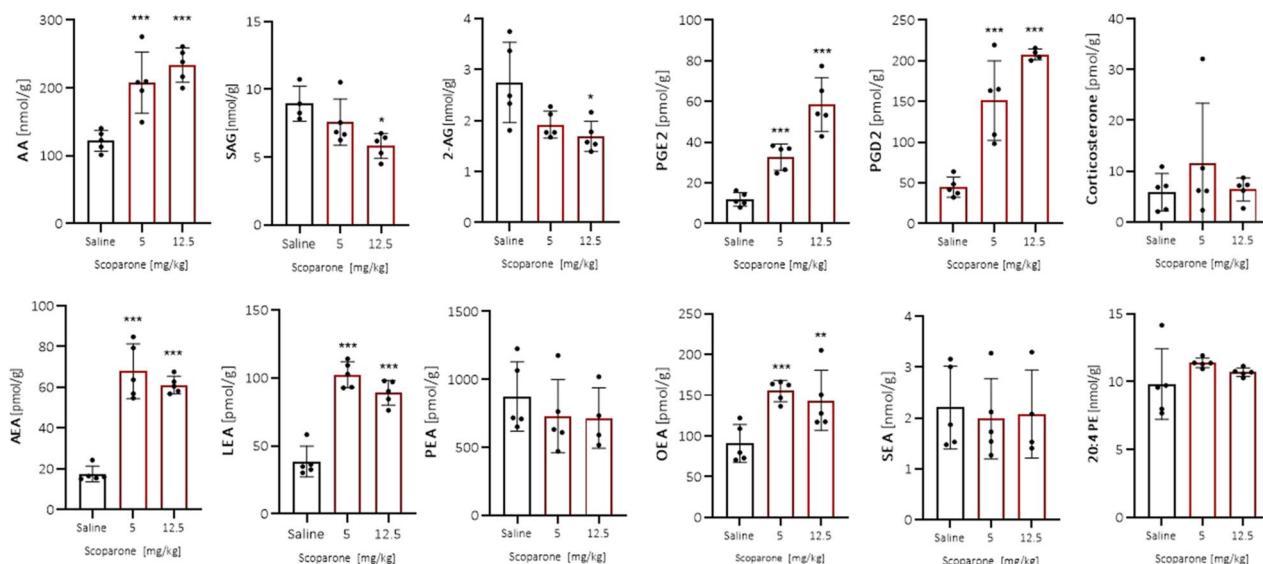 AA [nmol/g]
300
200
100
0
*** ***
Saline 5 12.5
Scoparone [mg/kg]
SAG [nmol/g]
15
10
5
0
*
Saline 5 12.5
Scoparone [mg/kg]
2-AG [nmol/g]
4
3
2
1
0
*
Saline 5 12.5
Scoparone [mg/kg]
PGE2 [pmol/g]
100
80
60
40
20
0
*** ***
Saline 5 12.5
Scoparone [mg/kg]
PGD2 [pmol/g]
250
200
150
100
50
0
*** ***
Saline 5 12.5
Scoparone [mg/kg]
Corticosterone [pmol/g]
40
30
20
10
0
Saline 5 12.5
Scoparone [mg/kg]
AEA [pmol/g]
100
80
60
40
20
0
*** ***
Saline 5 12.5
Scoparone [mg/kg]
LEA [pmol/g]
150
100
50
0
*** ***
Saline 5 12.5
Scoparone [mg/kg]
PEA [pmol/g]
1500
1000
500
0
Saline 5 12.5
Scoparone [mg/kg]
OEA [pmol/g]
250
200
150
100
50
0
*** **
Saline 5 12.5
Scoparone [mg/kg]
SEA [nmol/g]
4
3
2
1
0
Saline 5 12.5
Scoparone [mg/kg]
20:4 PE [nmol/g]
15
10
5
0
Saline 5 12.5
Scoparone [mg/kg]